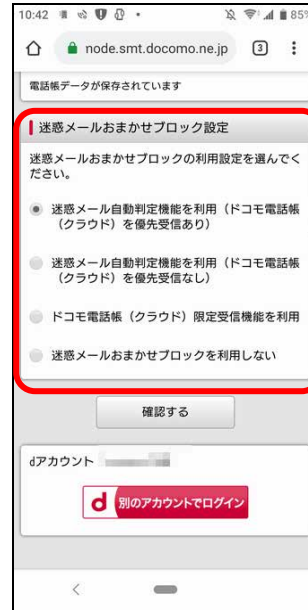 10:42
85%
node.smt.docomo.ne.jp
3
電話帳データが保存されています
迷惑メールおまかせブロック設定
迷惑メールおまかせブロックの利用設定を選んでく
ださい。
迷惑メール自動判定機能を利用（ドコモ電話帳
（クラウド）を優先受信あり）
迷惑メール自動判定機能を利用（ドコモ電話帳
（クラウド）を優先受信なし）
ドコモ電話帳（クラウド）限定受信機能を利用
迷惑メールおまかせブロックを利用しない
確認する
dアカウント
d 別のアカウントでログイン